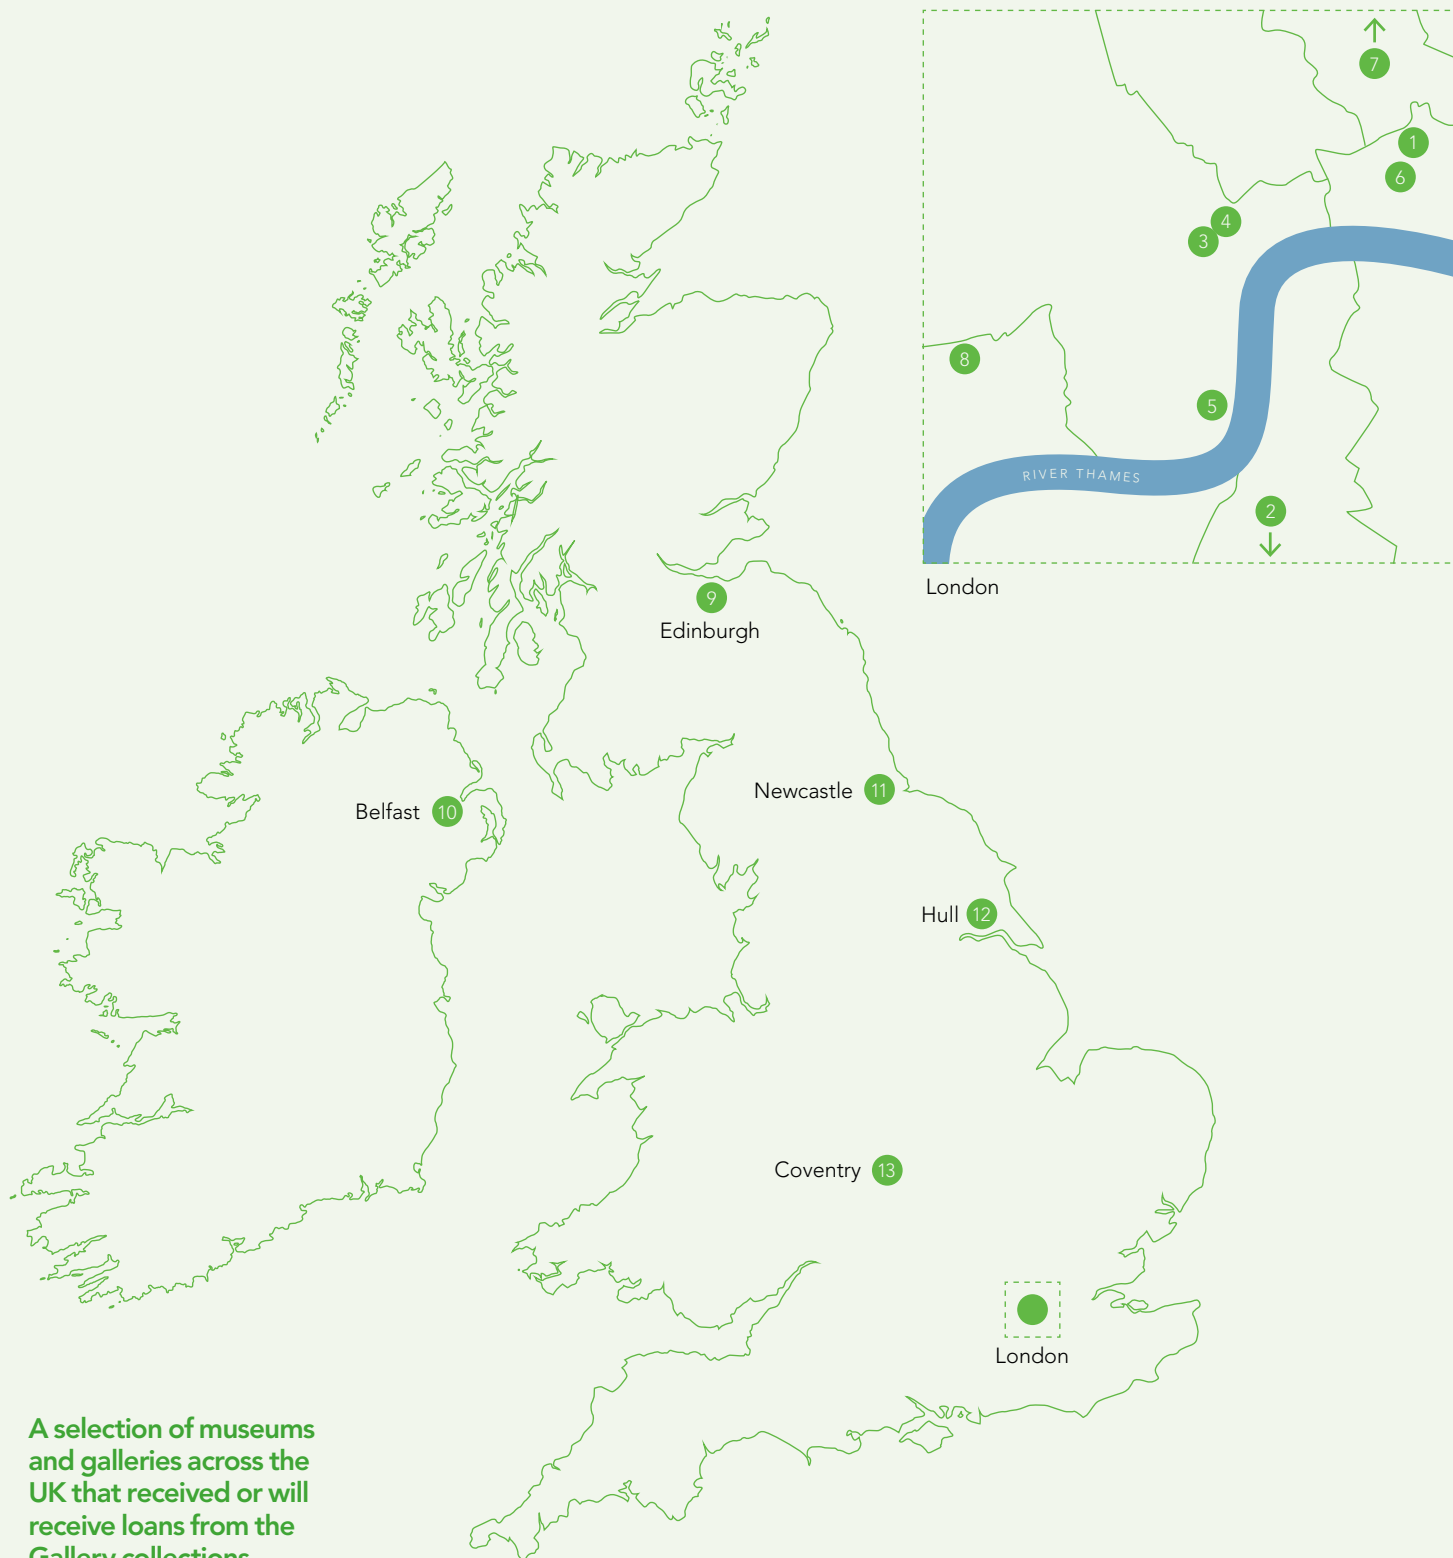 7
1
6
4
3
8
5
RIVER THAMES
2
London
9
Edinburgh
Newcastle 11
Belfast 10
Hull 12
Coventry 13
London
A selection of museums
and galleries across the
UK that received or will
receive loans from the
Gallery collections